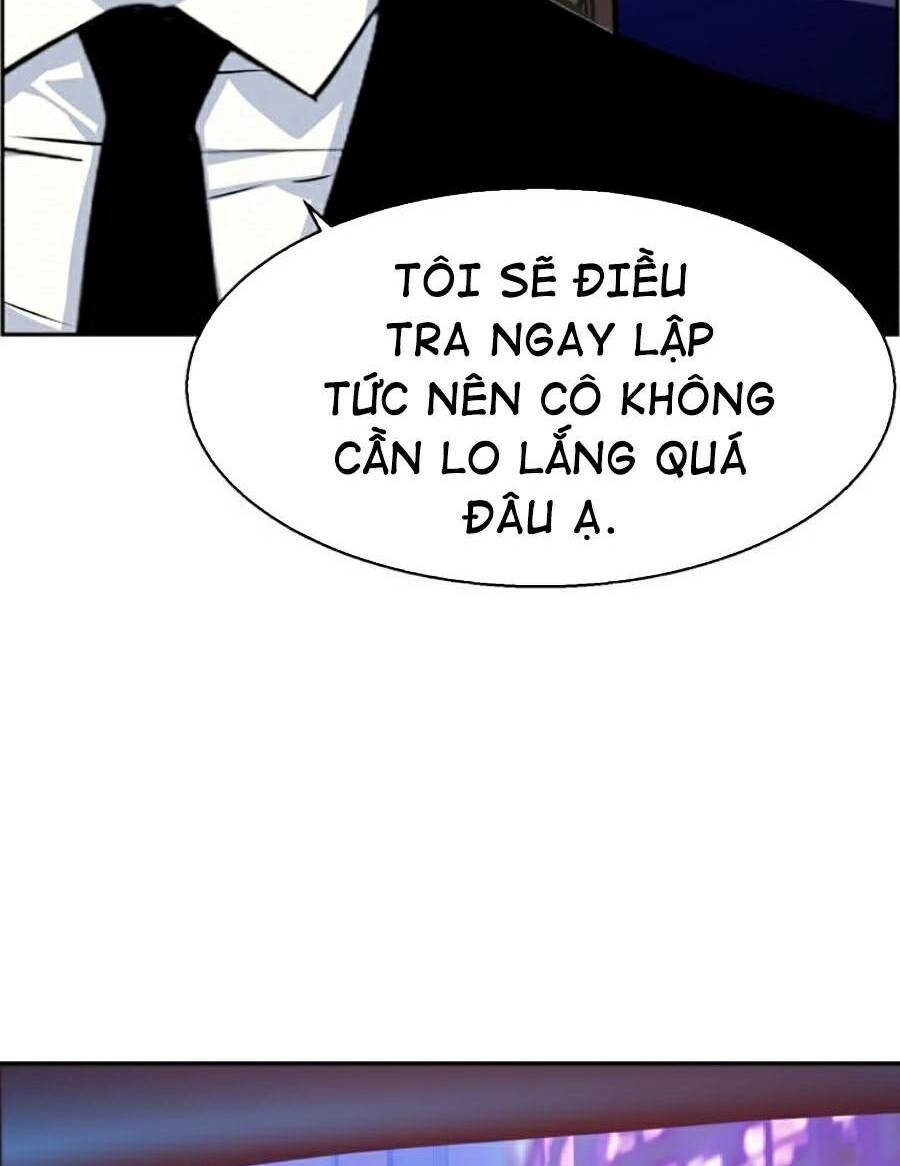 TÔI SẼ ĐIỀU
TRA NGAY LẬP
TỨC NÊN CÔ KHÔNG
CẦN LO LẮNG QUÁ
ĐÂU Ạ.